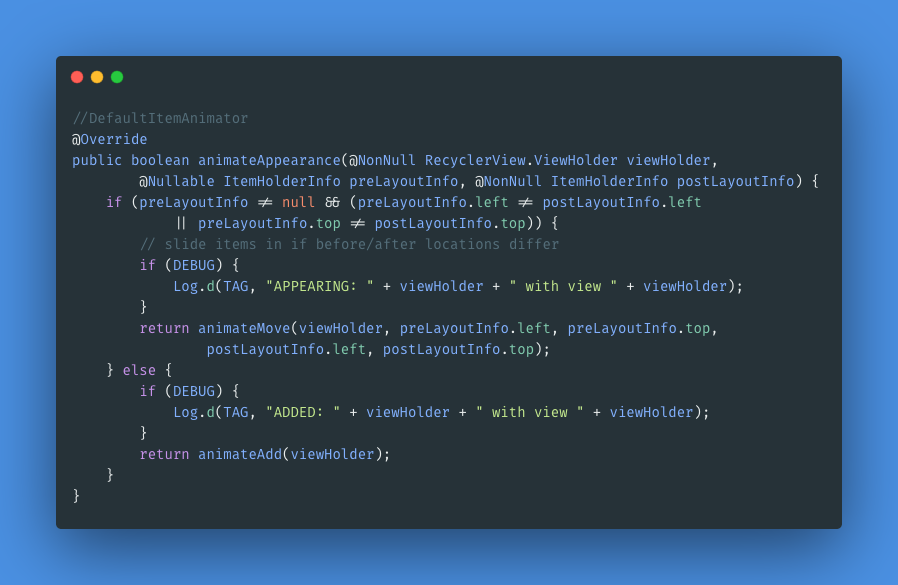 //DefaultItemAnimator
@Override
public boolean animateAppearance(@NonNull RecyclerView.ViewHolder viewHolder,
        @Nullable ItemHolderInfo preLayoutInfo, @NonNull ItemHolderInfo postLayoutInfo) {
    if (preLayoutInfo != null && (preLayoutInfo.left != postLayoutInfo.left
            || preLayoutInfo.top != postLayoutInfo.top)) {
        // slide items in if before/after locations differ
        if (DEBUG) {
            Log.d(TAG, "APPEARING: " + viewHolder + " with view " + viewHolder);
        }
        return animateMove(viewHolder, preLayoutInfo.left, preLayoutInfo.top,
                postLayoutInfo.left, postLayoutInfo.top);
    } else {
        if (DEBUG) {
            Log.d(TAG, "ADDED: " + viewHolder + " with view " + viewHolder);
        }
        return animateAdd(viewHolder);
    }
}